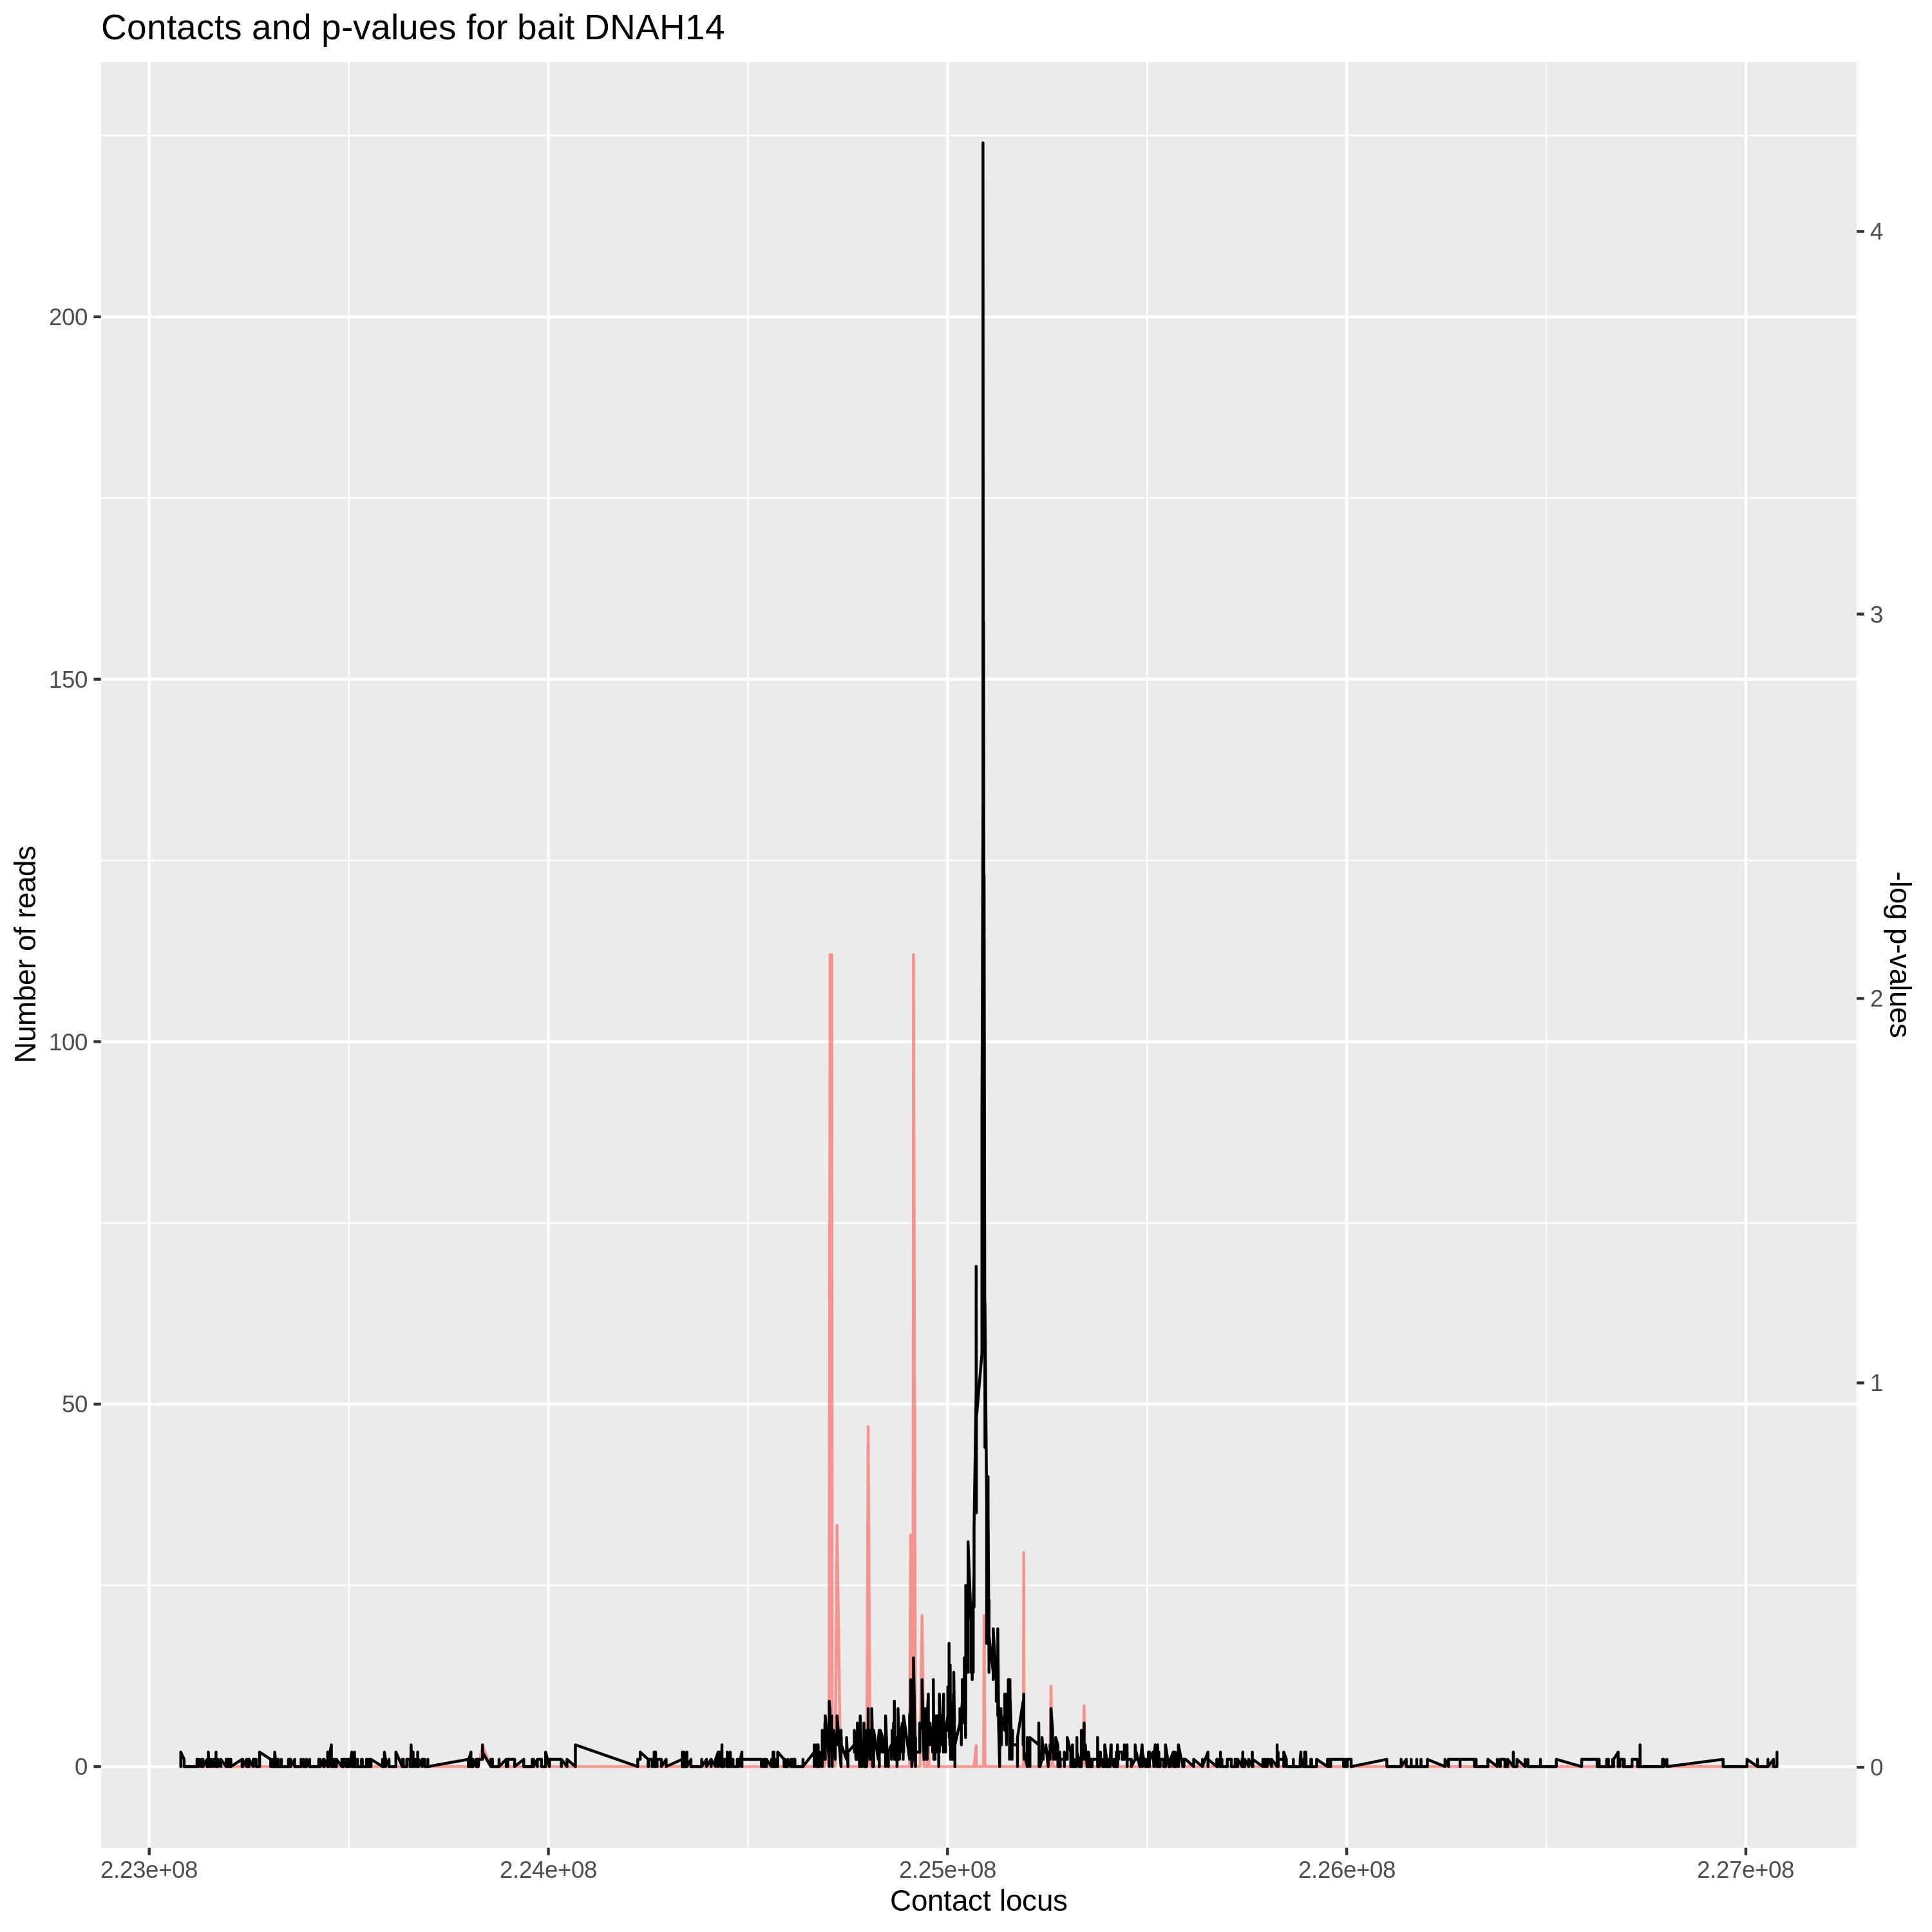 Contacts and p-values for bait DNAH14
Number of reads
200
150
100
50
0
4
3
2
1
0
-log p-values
2.23e+08
2.24e+08
2.25e+08
2.26e+08
2.27e+08
Contact locus